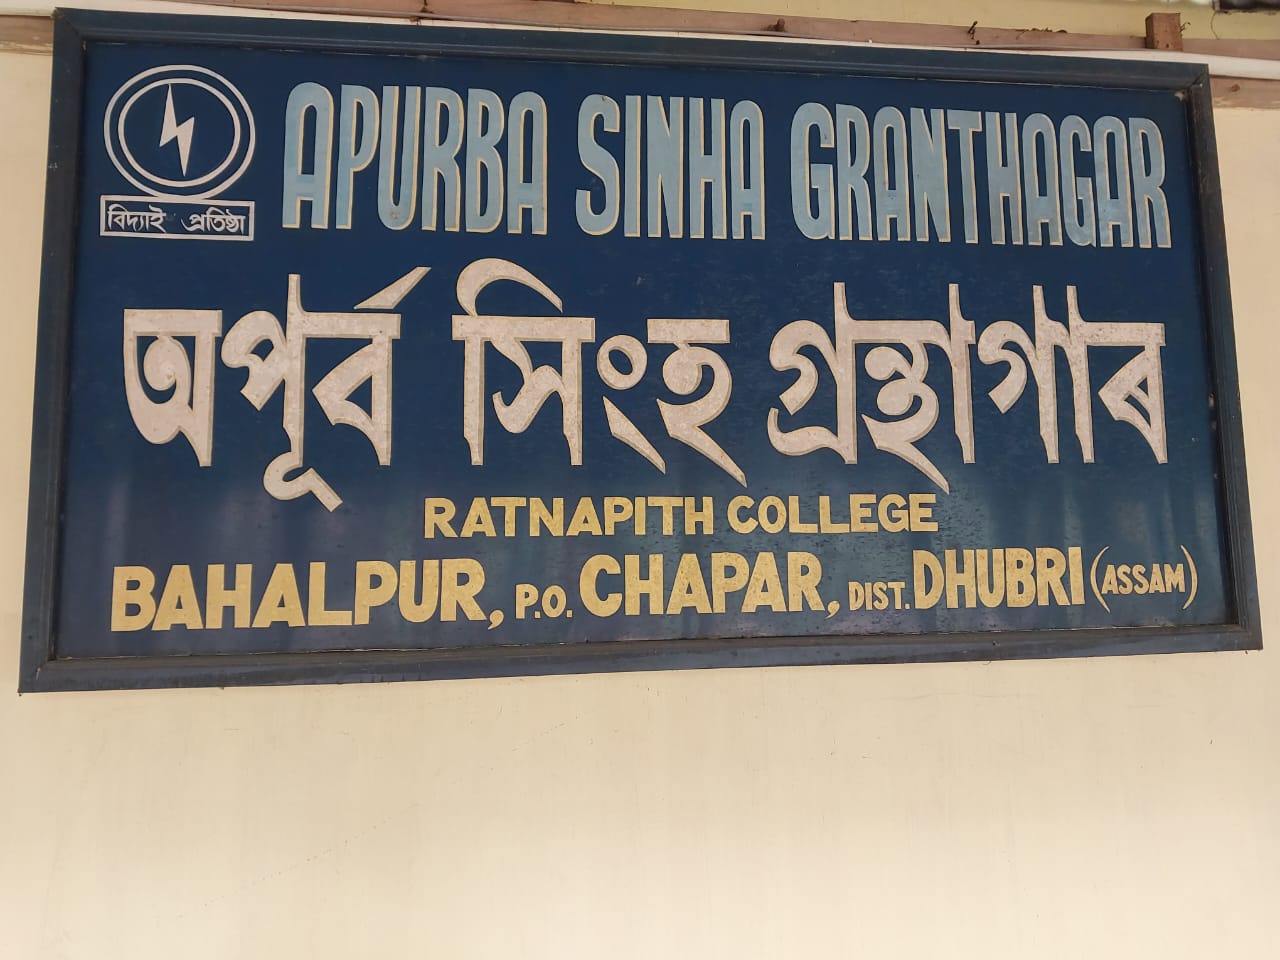 APURBA SINHA GRANTHAGAR
বিদ্যাই প্রতিষ্ঠা
অপূৰ্ব সিংহ গ্ৰন্থাগাৰ
RATNAPITH COLLEGE
BAHALPUR, P.O. CHAPAR, DIST. DHUBRI (ASSAM)